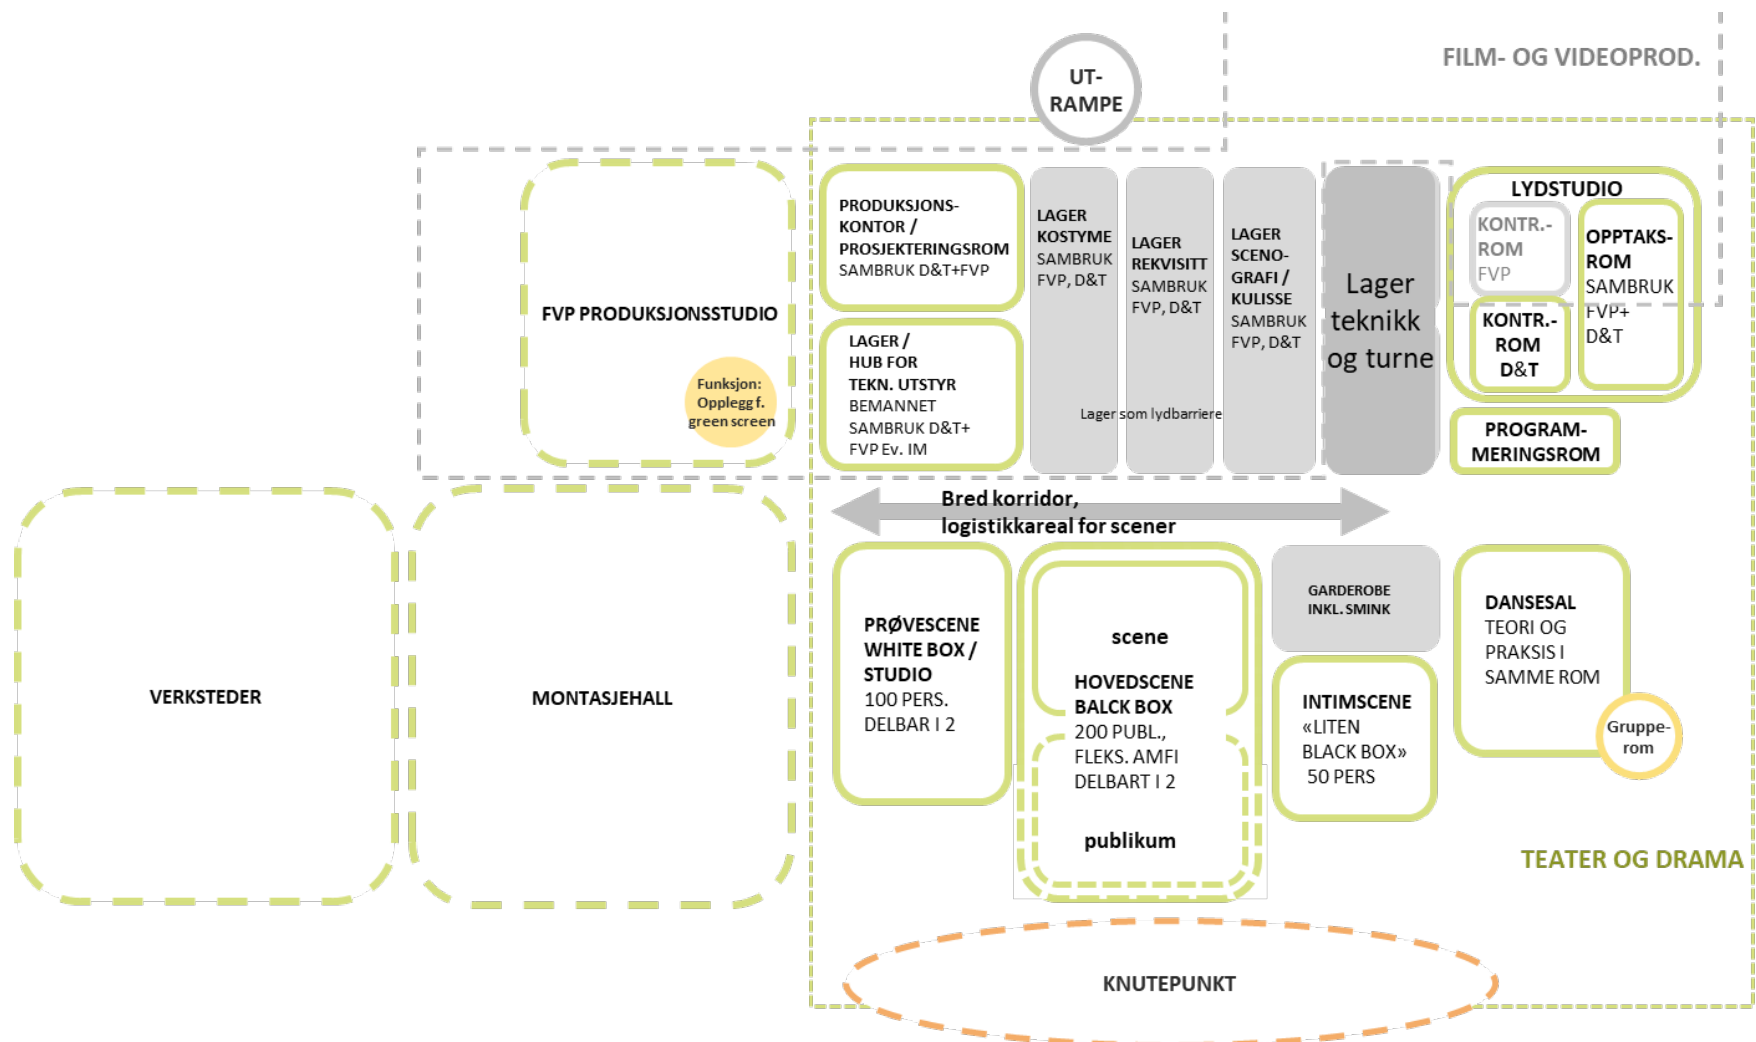 FILM- OG VIDEOPROD.
UT-
RAMPE
FVP PRODUKSJONSSTUDIO
Funksjon:
Opplegg f.
green screen
PRODUKSJONS-
KONTOR /
PROSJEKTERINGSROM
SAMBRUK D&T+FVP
LAGER /
HUB FOR
TEKN. UTSTYR
BEMANNET
SAMBRUK D&T+
FVP Ev. IM
LAGER
KOSTYME
SAMBRUK
FVP, D&T
LAGER
REKVISITT
SAMBRUK
FVP, D&T
LAGER
SCENO-
GRAFI /
KULISSE
SAMBRUK
FVP, D&T
Lager som lydbarriere
Lager
teknikk
og turne
LYDSTUDIO
KONTR.-
ROM
FVP
KONTR.-
ROM
D&T
OPPTAKS-
ROM
SAMBRUK
FVP+
D&T
PROGRAM-
MERINGSROM
Bred korridor,
logistikkareal for scener
VERKSTEDER
MONTASJEHALL
PRØVESCENE
WHITE BOX /
STUDIO
100 PERS.
DELBAR I 2
scene
HOVEDSCENE
BALCK BOX
200 PUBL.,
FLEKS. AMFI
DELBART I 2
publikum
GARDEROBE
INKL. SMINK
INTIMSCENE
«LITEN
BLACK BOX»
50 PERS
DANSESAL
TEORI OG
PRAKSIS I
SAMME ROM
Gruppe-
rom
TEATER OG DRAMA
KNUTEPUNKT